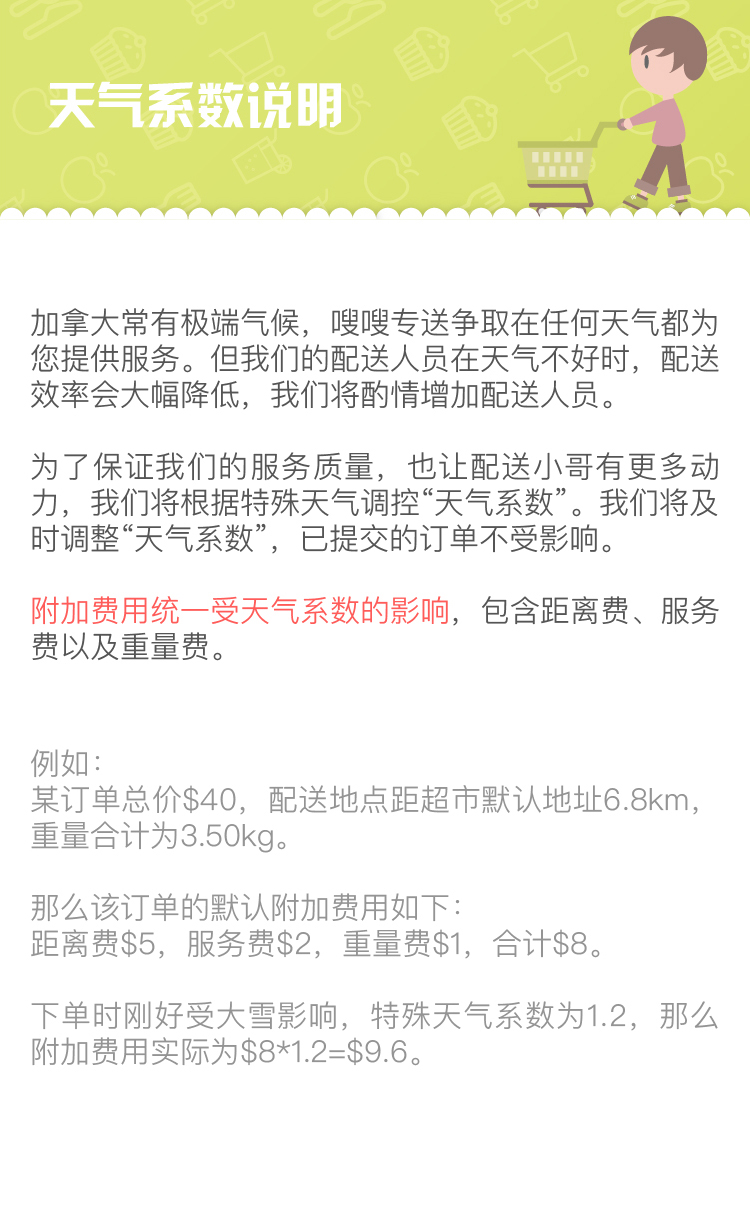 天气系数说明
加拿大常有极端气候，嗖嗖专送争取在任何天气都为
您提供服务。但我们的配送人员在天气不好时，配送
效率会大幅降低，我们将酌情增加配送人员。
为了保证我们的服务质量，也让配送小哥有更多动
力，我们将根据特殊天气调控“天气系数”。我们将及
时调整“天气系数”，已提交的订单不受影响。
附加费用统一受天气系数的影响，包含距离费、服务
费以及重量费。
例如：
某订单总价$40，配送地点距超市默认地址6.8km，
重量合计为3.50kg。
那么该订单的默认附加费用如下：
距离费$5，服务费$2，重量费$1，合计$8。
下单时刚好受大雪影响，特殊天气系数为1.2，那么
附加费用实际为$8*1.2=$9.6。